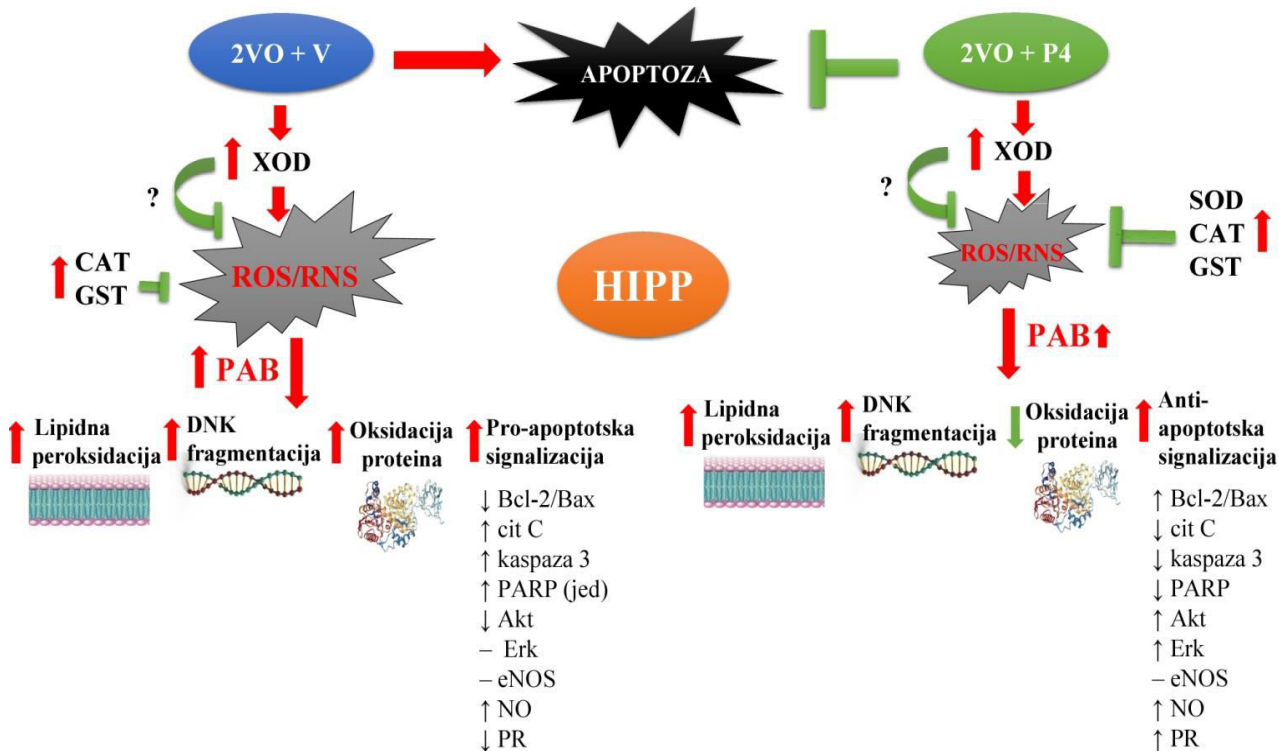 2VO + V
APOPTOZA
2VO + P4
XOD
?
CAT
GST
ROS/RNS
PAB
HIPP
XOD
?
SOD
CAT
GST
ROS/RNS
PAB
Lipidna
peroksidacija
DNK
fragmentacija
Oksidacija
proteina
Pro-apoptotska
signalizacija
↓ Bcl-2/Bax
↑ cit C
↑ kaspaza 3
↑ PARP (jed)
↓ Akt
– Erk
– eNOS
↑ NO
↓ PR
Lipidna
peroksidacija
DNK
fragmentacija
Oksidacija
proteina
Anti-
apoptotska
signalizacija
↑ Bcl-2/Bax
↓ cit C
↓ kaspaza 3
↓ PARP
↑ Akt
↑ Erk
– eNOS
↑ NO
↑ PR